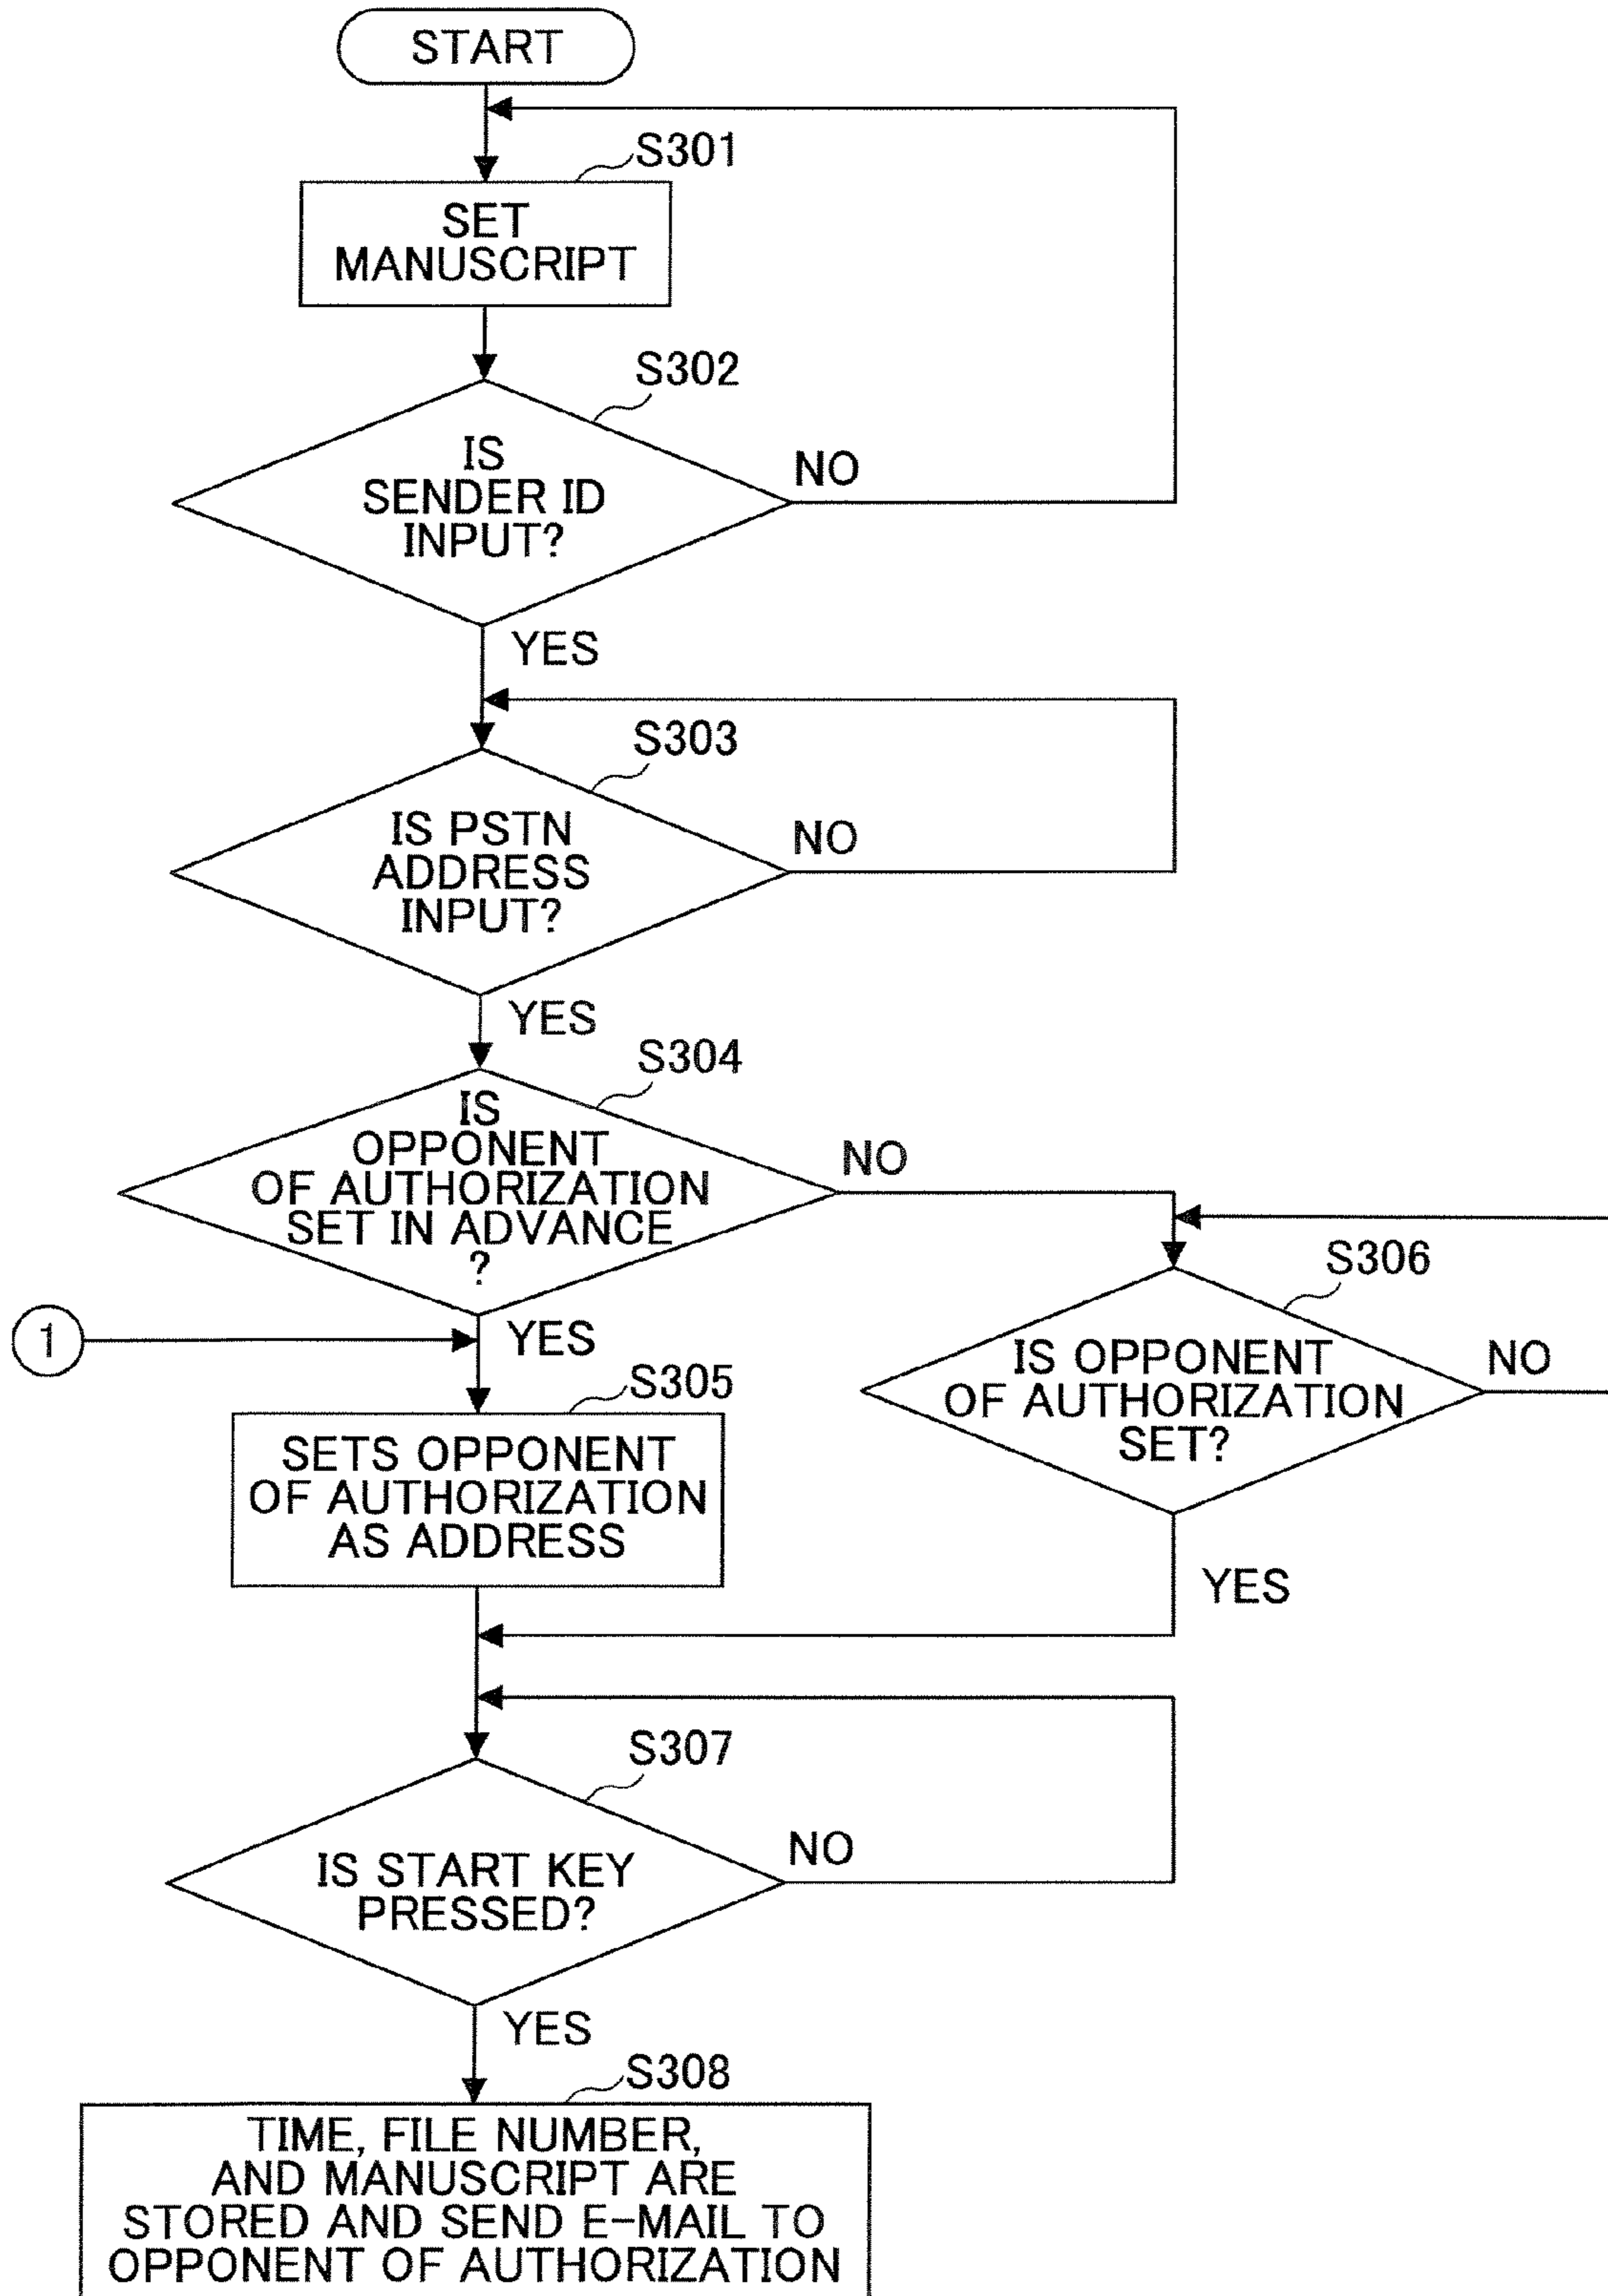 START
S301
SET
MANUSCRIPT
S302
IS
SENDER ID
INPUT?
NO
YES
S303
IS PSTN
ADDRESS
INPUT?
NO
YES
S304
IS
OPPONENT
OF AUTHORIZATION
SET IN ADVANCE
?
NO
YES
1
S305
SETS OPPONENT
OF AUTHORIZATION
AS ADDRESS
S306
IS OPPONENT
OF AUTHORIZATION
SET?
NO
YES
S307
IS START KEY
PRESSED?
NO
YES
S308
TIME, FILE NUMBER,
AND MANUSCRIPT ARE
STORED AND SEND E-MAIL TO
OPPONENT OF AUTHORIZATION